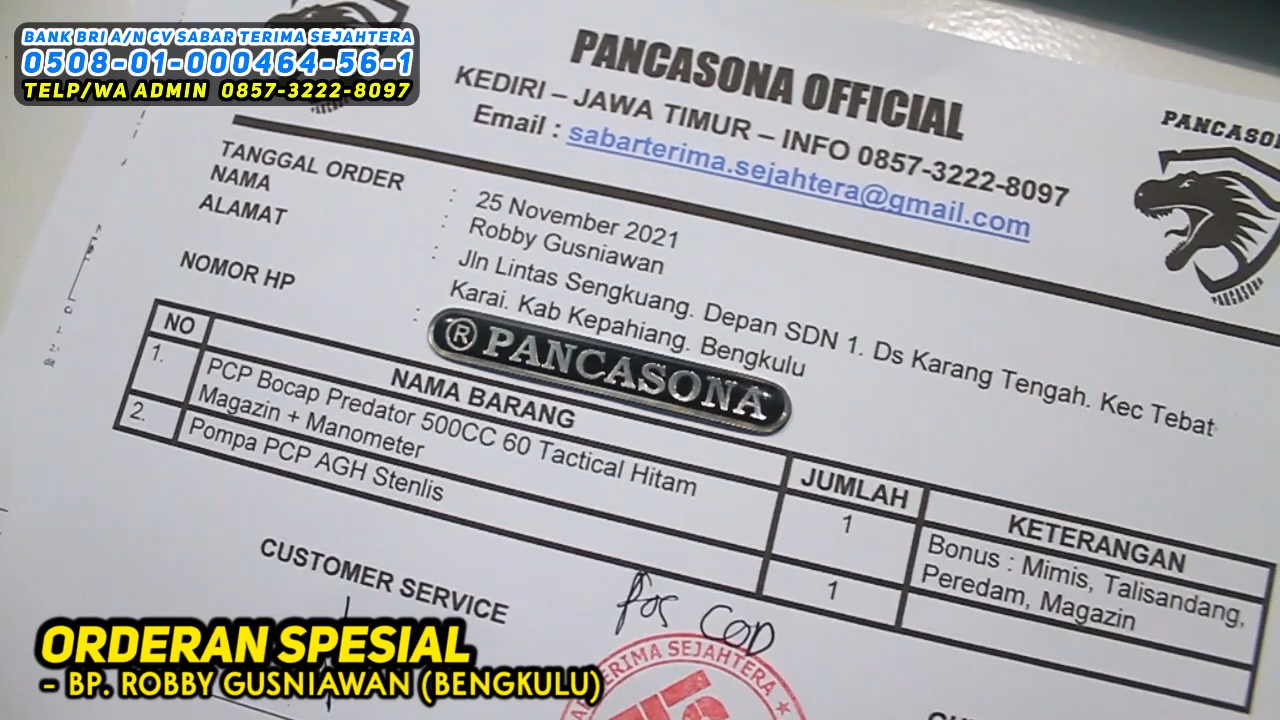 BANK BRI A/N CV SABAR TERIMA SEJAHTERA
0508-01-000464-56-1
TELP/WA ADMIN 0857-3222-8097
PANCASONA OFFICIAL
KEDIRI – JAWA TIMUR – INFO 0857-3222-8097
Email : sabarterima.sejahtera@gmail.com
PANCASONA
TANGGAL ORDER : 25 November 2021
NAMA : Robby Gusniawan
ALAMAT : Jln Lintas Sengkuang. Depan SDN 1. Ds Karang Tengah. Kec Tebat
Karai. Kab Kepahiang. Bengkulu
NOMOR HP :
® PANCASONA
NO NAMA BARANG JUMLAH KETERANGAN
1. PCP Bocap Predator 500CC 60 Tactical Hitam 1 Bonus : Mimis, Talisandang,
Magazin + Manometer Peredam, Magazin
2. Pompa PCP AGH Stenlis 1
CUSTOMER SERVICE
Pos COD
TERIMA SEJAHTERA
ORDERAN SPESIAL
- BP. ROBBY GUSNIAWAN (BENGKULU)